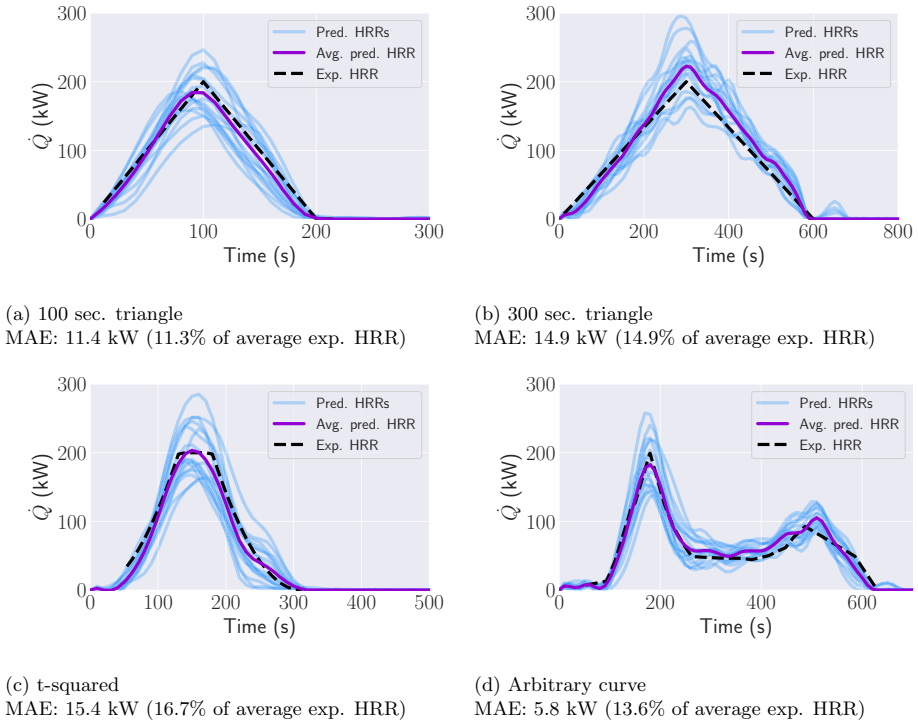 300
200
100
0
Q̇ (kW)
Pred. HRRs
Avg. pred. HRR
Exp. HRR
0 100 200 300
Time (s)
(a) 100 sec. triangle
MAE: 11.4 kW (11.3% of average exp. HRR)
300
200
100
0
Q̇ (kW)
Pred. HRRs
Avg. pred. HRR
Exp. HRR
0 200 400 600 800
Time (s)
(b) 300 sec. triangle
MAE: 14.9 kW (14.9% of average exp. HRR)
300
200
100
0
Q̇ (kW)
Pred. HRRs
Avg. pred. HRR
Exp. HRR
0 100 200 300 400 500
Time (s)
(c) t-squared
MAE: 15.4 kW (16.7% of average exp. HRR)
300
200
100
0
Q̇ (kW)
Pred. HRRs
Avg. pred. HRR
Exp. HRR
0 200 400 600
Time (s)
(d) Arbitrary curve
MAE: 5.8 kW (13.6% of average exp. HRR)